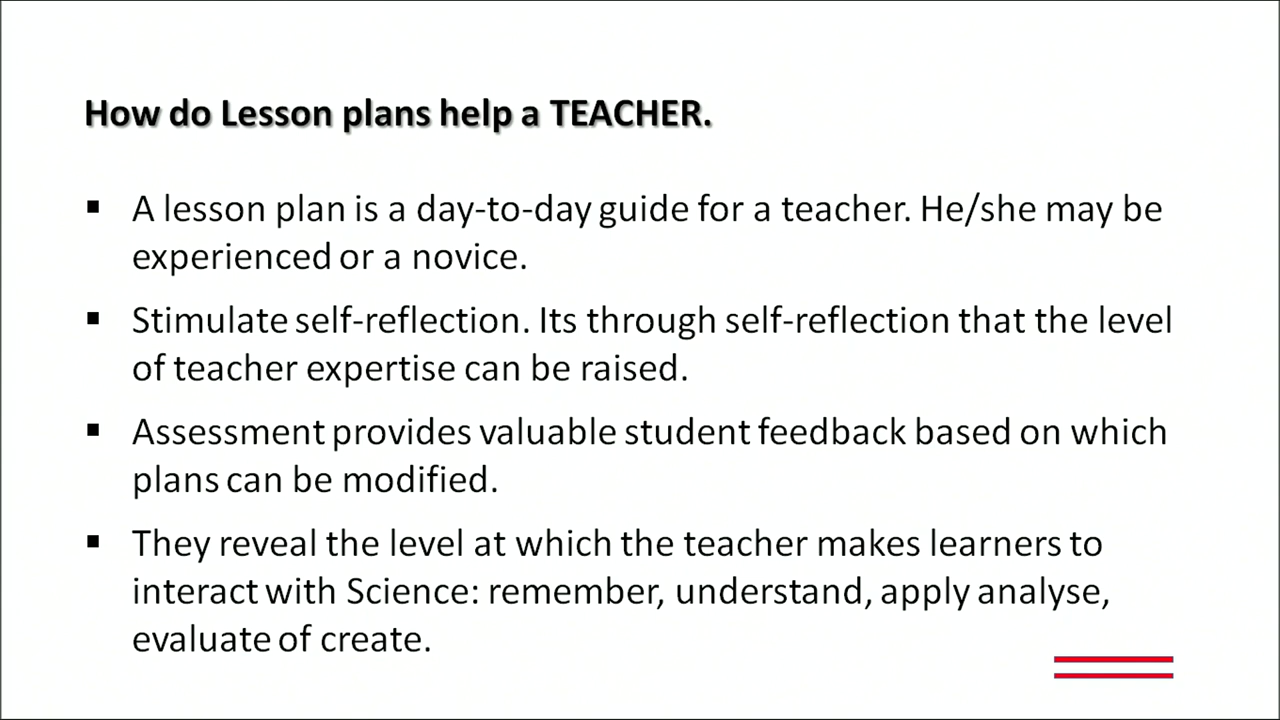 How do Lesson plans help a TEACHER.
▪ A lesson plan is a day-to-day guide for a teacher. He/she may be
experienced or a novice.
▪ Stimulate self-reflection. Its through self-reflection that the level
of teacher expertise can be raised.
▪ Assessment provides valuable student feedback based on which
plans can be modified.
▪ They reveal the level at which the teacher makes learners to
interact with Science: remember, understand, apply analyse,
evaluate of create.